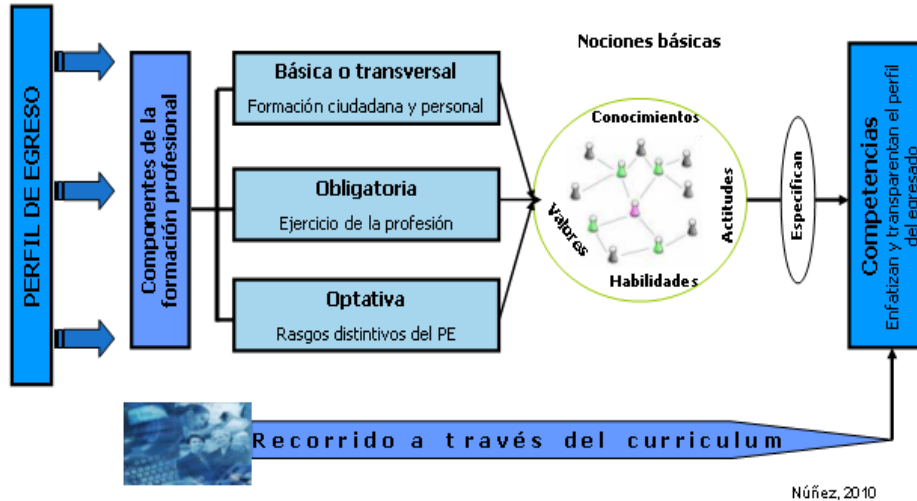 PERFIL DE EGRESO
Componentes de la
formación profesional
Básica o transversal
Formación ciudadana y personal
Obligatoria
Ejercicio de la profesión
Optativa
Rasgos distintivos del PE
Nociones básicas
Conocimientos
Valores
Actitudes
Habilidades
Especifican
Competencias
Enfatizan y transparentan el perfil
del egresado
Recorrido a través del curriculum
Núñez, 2010